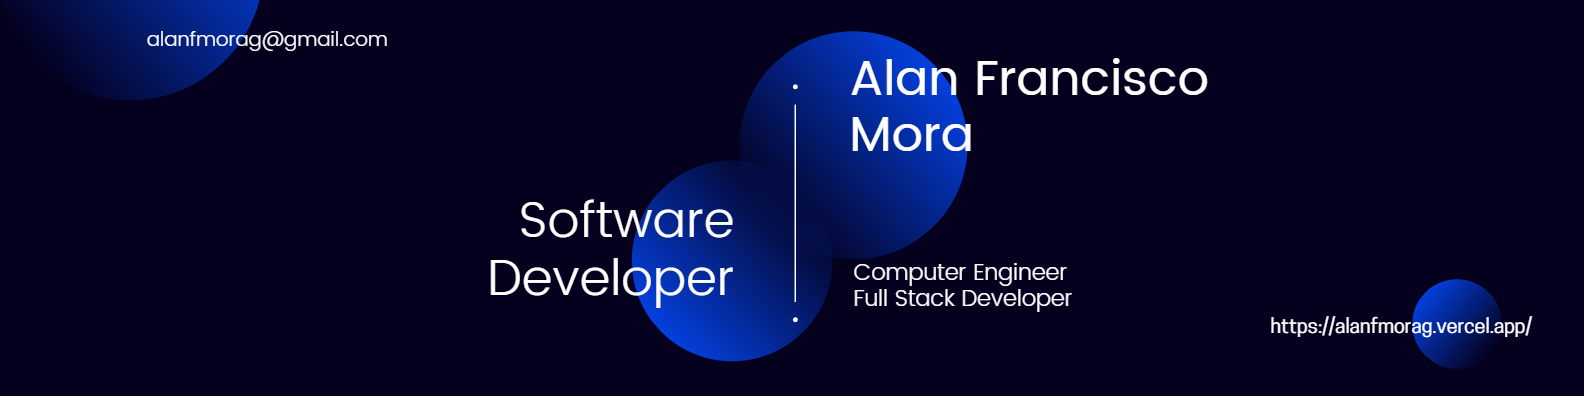 alanfmorag@gmail.com
Alan Francisco
Mora
Software
Developer
Computer Engineer
Full Stack Developer
https://alanfmorag.vercel.app/